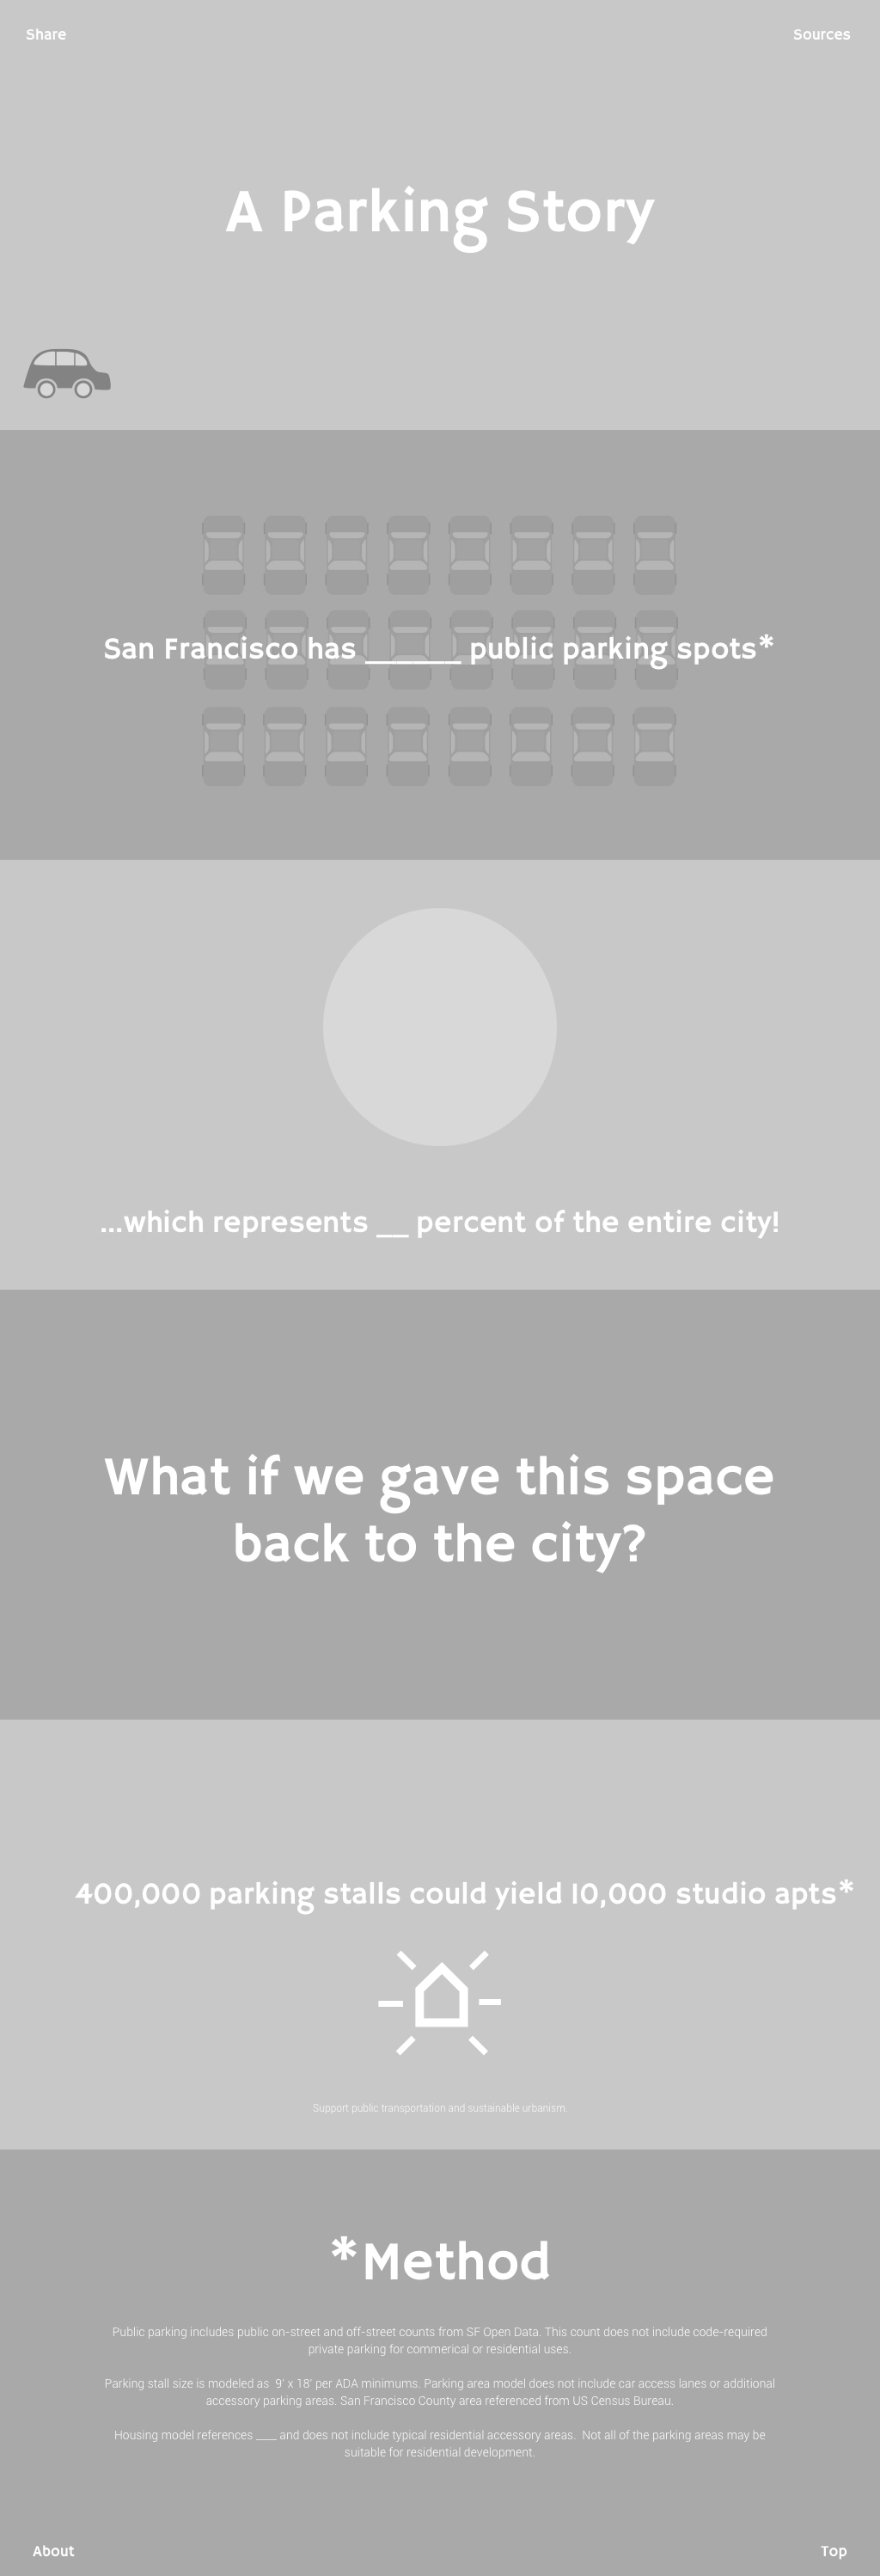 Share
Sources
A Parking Story
San Francisco has ______ public parking spots*
...which represents __ percent of the entire city!
What if we gave this space
back to the city?
400,000 parking stalls could yield 10,000 studio apts*
Support public transportation and sustainable urbanism.
*Method
Public parking includes public on-street and off-street counts from SF Open Data. This count does not include code-required
private parking for commerical or residential uses.
Parking stall size is modeled as  9' x 18' per ADA minimums. Parking area model does not include car access lanes or additional
accessory parking areas. San Francisco County area referenced from US Census Bureau.
Housing model references ____ and does not include typical residential accessory areas.  Not all of the parking areas may be
suitable for residential development.
About
Top